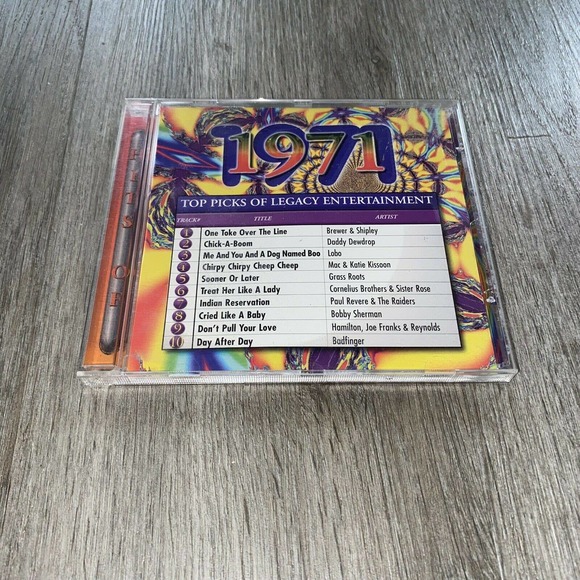 1971
TOP PICKS OF LEGACY ENTERTAINMENT
TRACK# TITLE ARTIST
1 One Toke Over The Line Brewer & Shipley
2 Chick-A-Boom Daddy Dewdrop
3 Me And You And A Dog Named Boo Lobo
4 Chirpy Chirpy Cheep Cheep Mac & Katie Kissoon
5 Sooner Or Later Grass Roots
6 Treat Her Like A Lady Cornelius Brothers & Sister Rose
7 Indian Reservation Paul Revere & The Raiders
8 Cried Like A Baby Bobby Sherman
9 Don't Pull Your Love Hamilton, Joe Franks & Reynolds
10 Day After Day Badfinger
OF